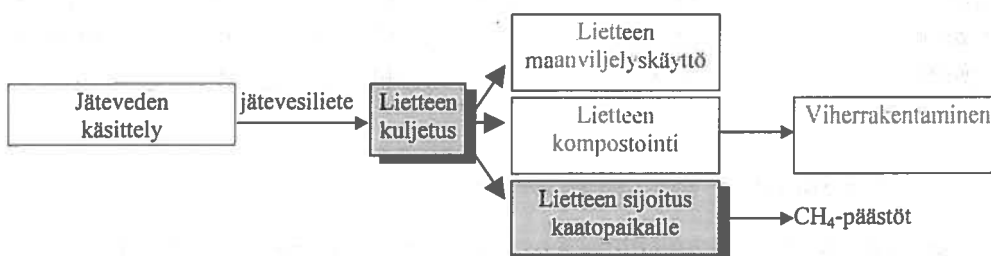 Jäteveden
käsittely
jätevesiliete
Lietteen
kuljetus
Lietteen
maanviljelyskäyttö
Lietteen
kompostointi
Viherrakentaminen
Lietteen sijoitus
kaatopaikalle
CH₄-päästöt